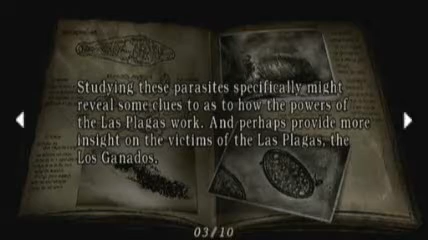 Studying these parasites specifically might
reveal some clues to as to how the powers of
the Las Plagas work. And perhaps provide more
insight on the victims of the Las Plagas, the
Los Ganados.
03/10